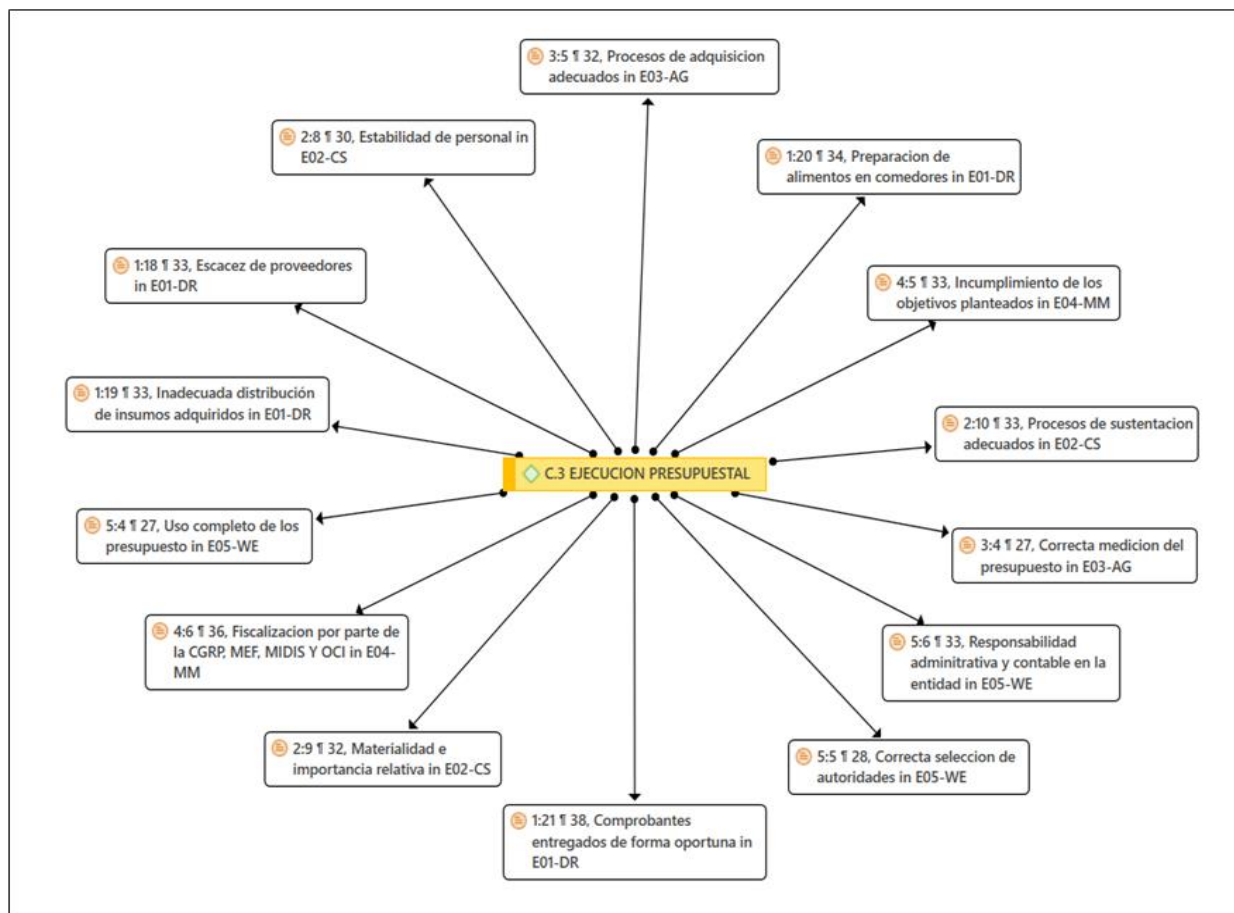 3:5 ¶ 32, Procesos de adquisicion
adecuados in E03-AG
2:8 ¶ 30, Estabilidad de personal in
E02-CS
1:20 ¶ 34, Preparacion de
alimentos en comedores in E01-DR
1:18 ¶ 33, Escacez de proveedores
in E01-DR
4:5 ¶ 33, Incumplimiento de los
objetivos planteados in E04-MM
1:19 ¶ 33, Inadecuada distribución
de insumos adquiridos in E01-DR
2:10 ¶ 33, Procesos de sustentacion
adecuados in E02-CS
C.3 EJECUCION PRESUPUESTAL
5:4 ¶ 27, Uso completo de los
presupuesto in E05-WE
3:4 ¶ 27, Correcta medicion del
presupuesto in E03-AG
4:6 ¶ 36, Fiscalizacion por parte de
la CGRP, MEF, MIDIS Y OCI in E04-
MM
5:6 ¶ 33, Responsabilidad
adminitrativa y contable en la
entidad in E05-WE
2:9 ¶ 32, Materialidad e
importancia relativa in E02-CS
5:5 ¶ 28, Correcta seleccion de
autoridades in E05-WE
1:21 ¶ 38, Comprobantes
entregados de forma oportuna in
E01-DR